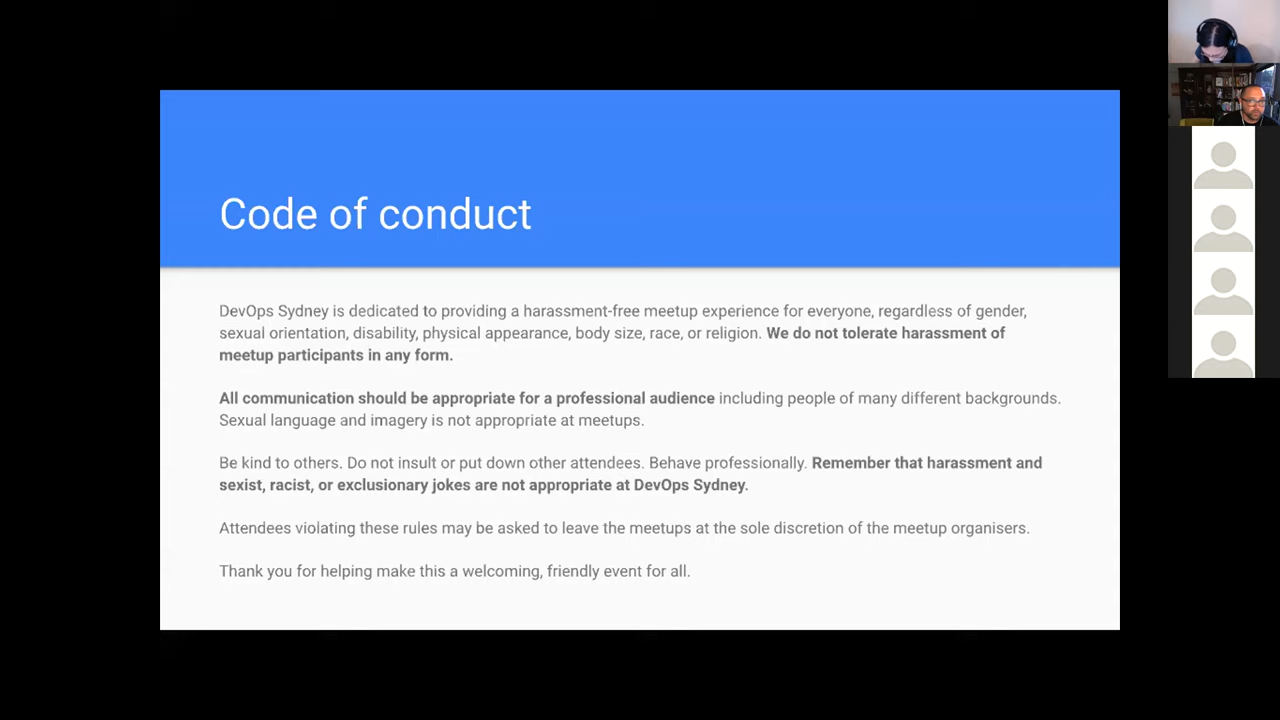 Code of conduct
DevOps Sydney is dedicated to providing a harassment-free meetup experience for everyone, regardless of gender,
sexual orientation, disability, physical appearance, body size, race, or religion. We do not tolerate harassment of
meetup participants in any form.
All communication should be appropriate for a professional audience including people of many different backgrounds.
Sexual language and imagery is not appropriate at meetups.
Be kind to others. Do not insult or put down other attendees. Behave professionally. Remember that harassment and
sexist, racist, or exclusionary jokes are not appropriate at DevOps Sydney.
Attendees violating these rules may be asked to leave the meetups at the sole discretion of the meetup organisers.
Thank you for helping make this a welcoming, friendly event for all.